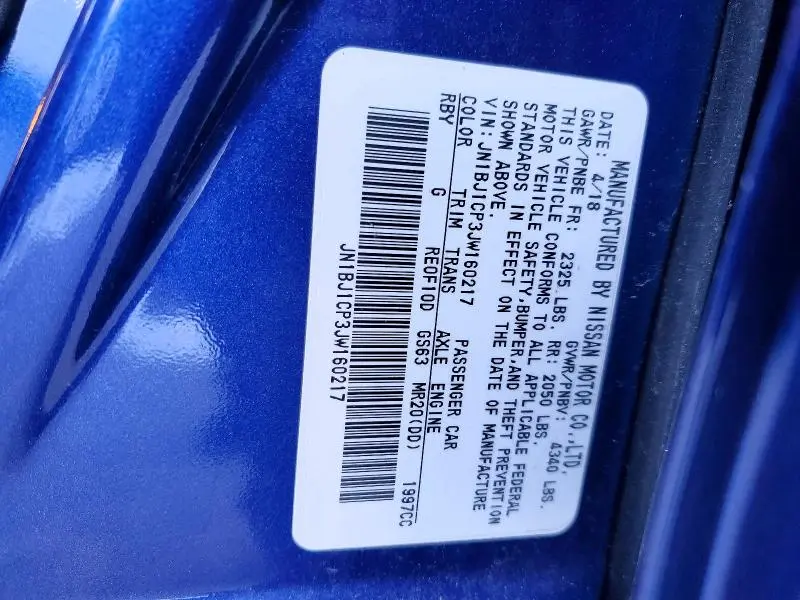 MANUFACTURED BY NISSAN MOTOR CO.,LTD.
DATE: 4/18 GVWR/PNBV: 4340 LBS.
GAWR/PNBE FR: 2325 LBS. RR: 2050 LBS.
THIS VEHICLE CONFORMS TO ALL APPLICABLE FEDERAL
MOTOR VEHICLE SAFETY,BUMPER,AND THEFT PREVENTION
STANDARDS IN EFFECT ON THE DATE OF MANUFACTURE
SHOWN ABOVE.
VIN:JN1BJ1CP3JW160217 PASSENGER CAR
COLOR TRIM TRANS AXLE ENGINE
RBY G RE0F10D GS63 MR20(DD) 1997CC
JN1BJ1CP3JW160217